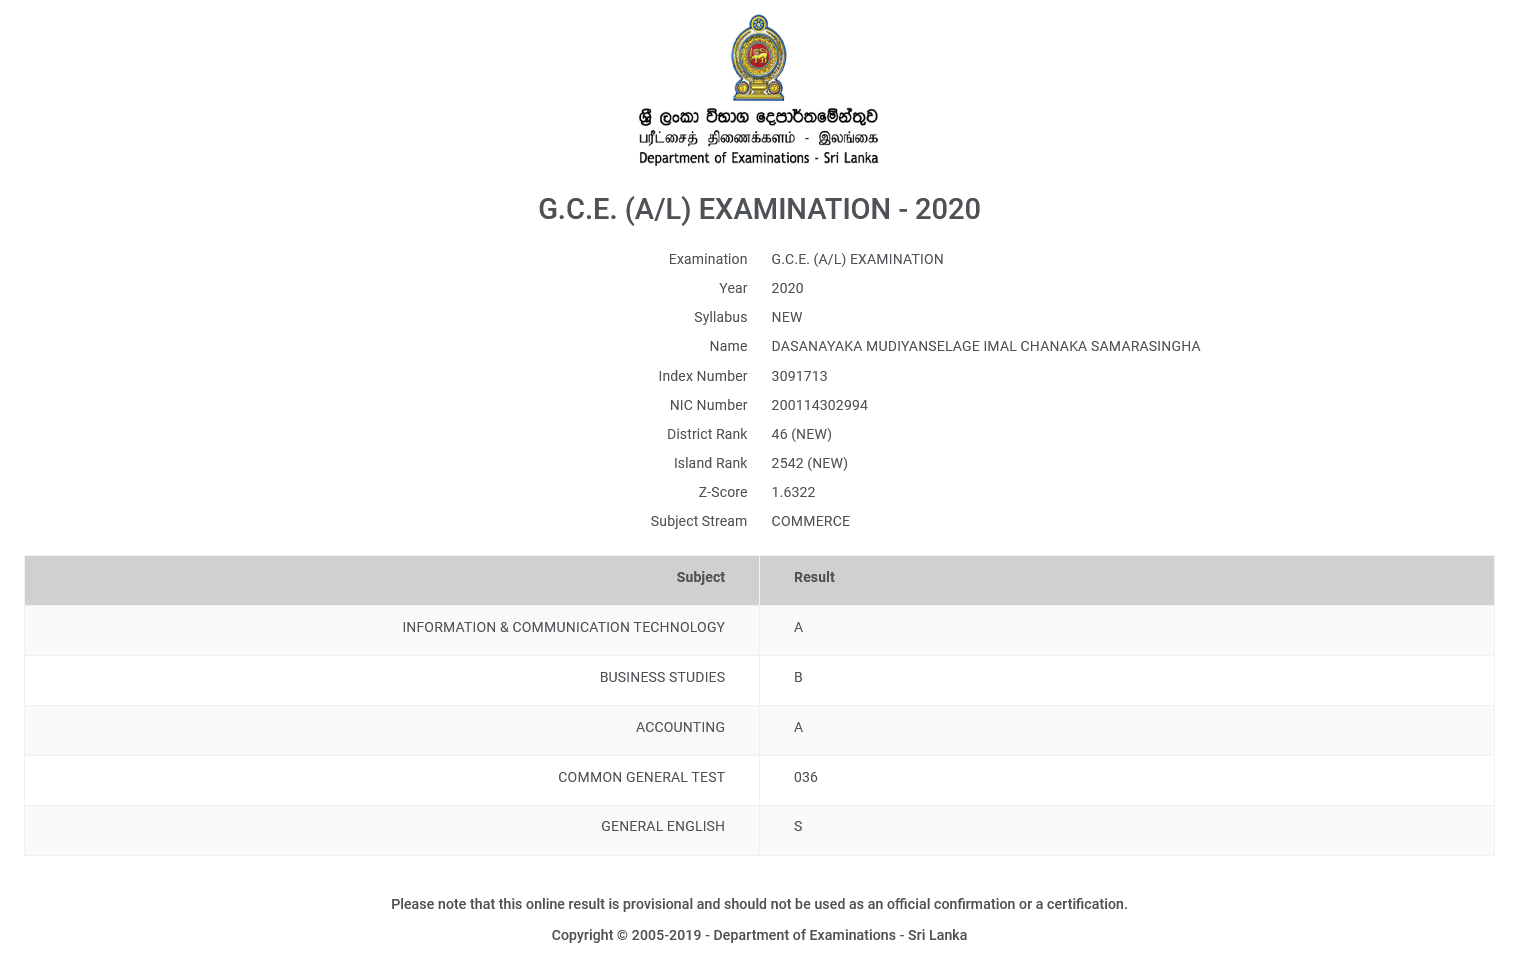 ශ්‍රී ලංකා විභාග දෙපාර්තමේන්තුව
பரீட்சைத் திணைக்களம் - இலங்கை
Department of Examinations - Sri Lanka
G.C.E. (A/L) EXAMINATION - 2020
Examination G.C.E. (A/L) EXAMINATION
Year 2020
Syllabus NEW
Name DASANAYAKA MUDIYANSELAGE IMAL CHANAKA SAMARASINGHA
Index Number 3091713
NIC Number 200114302994
District Rank 46 (NEW)
Island Rank 2542 (NEW)
Z-Score 1.6322
Subject Stream COMMERCE
Subject Result
INFORMATION & COMMUNICATION TECHNOLOGY A
BUSINESS STUDIES B
ACCOUNTING A
COMMON GENERAL TEST 036
GENERAL ENGLISH S
Please note that this online result is provisional and should not be used as an official confirmation or a certification.
Copyright © 2005-2019 - Department of Examinations - Sri Lanka